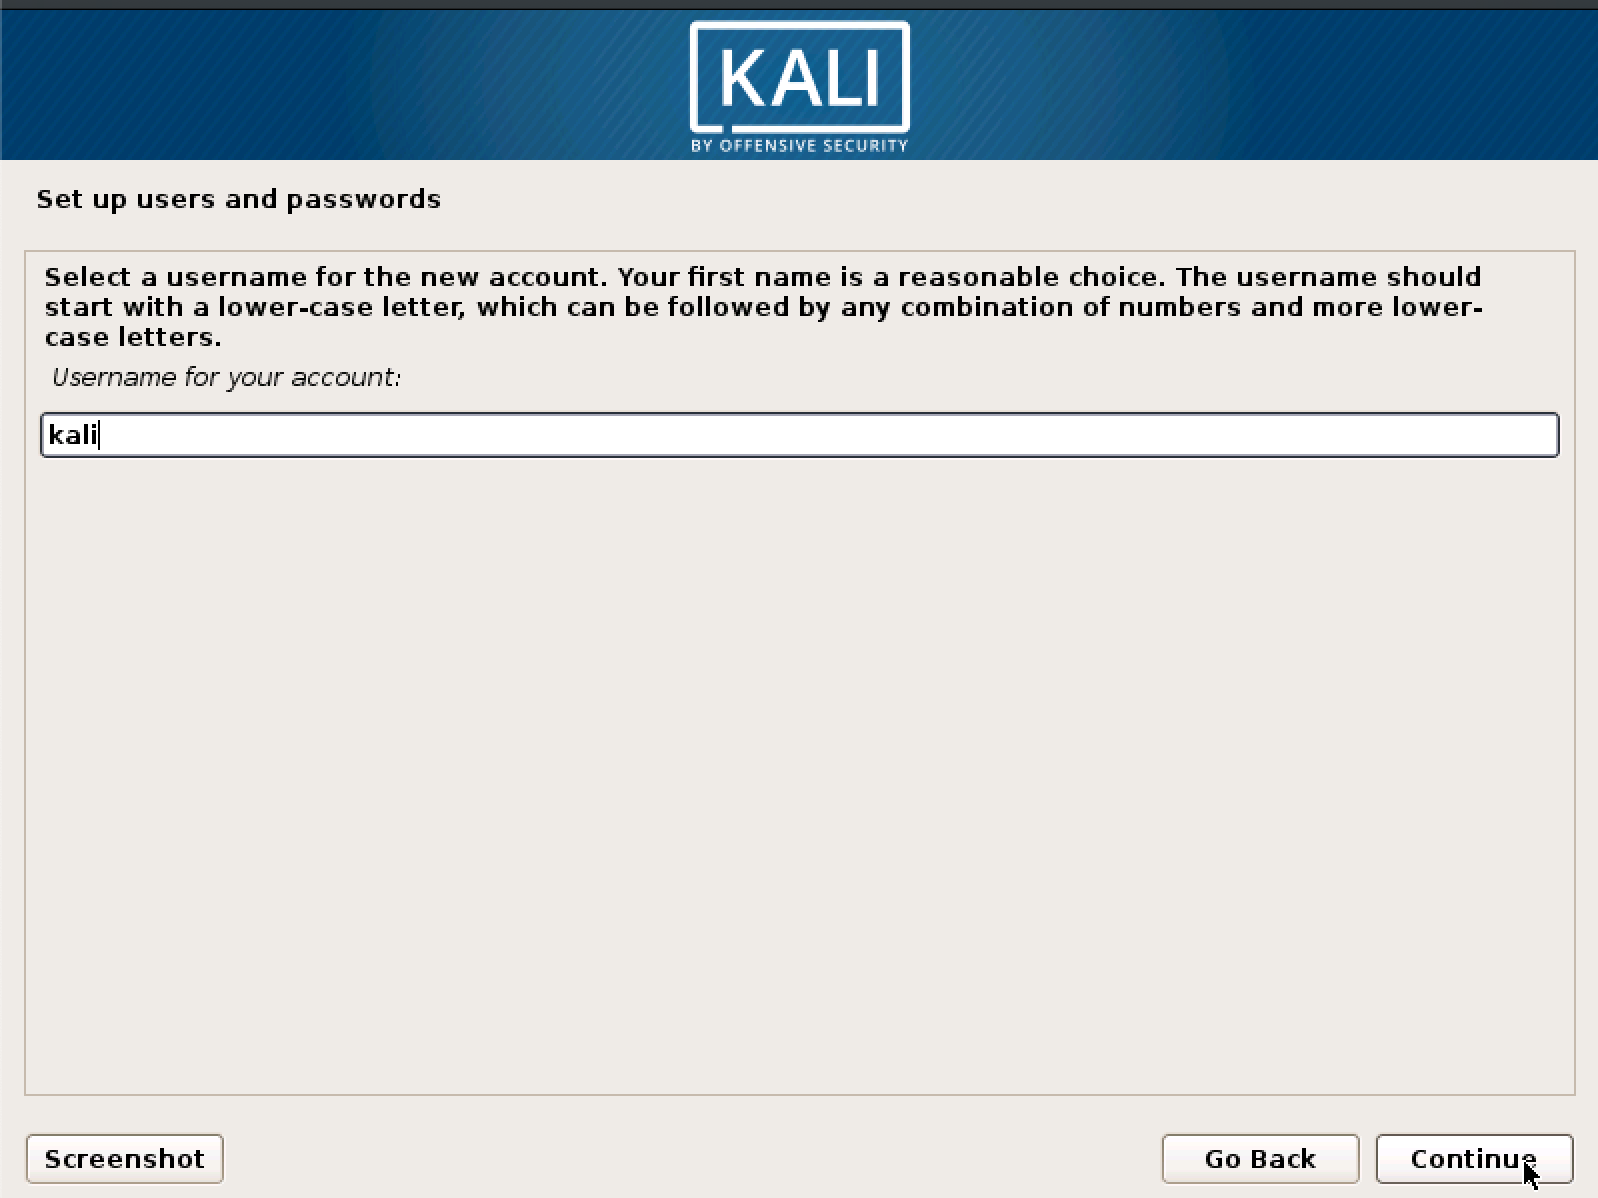 KALI
BY OFFENSIVE SECURITY
Set up users and passwords
Select a username for the new account. Your first name is a reasonable choice. The username should
start with a lower-case letter, which can be followed by any combination of numbers and more lower-
case letters.
Username for your account:
kali
Screenshot
Go Back
Continue